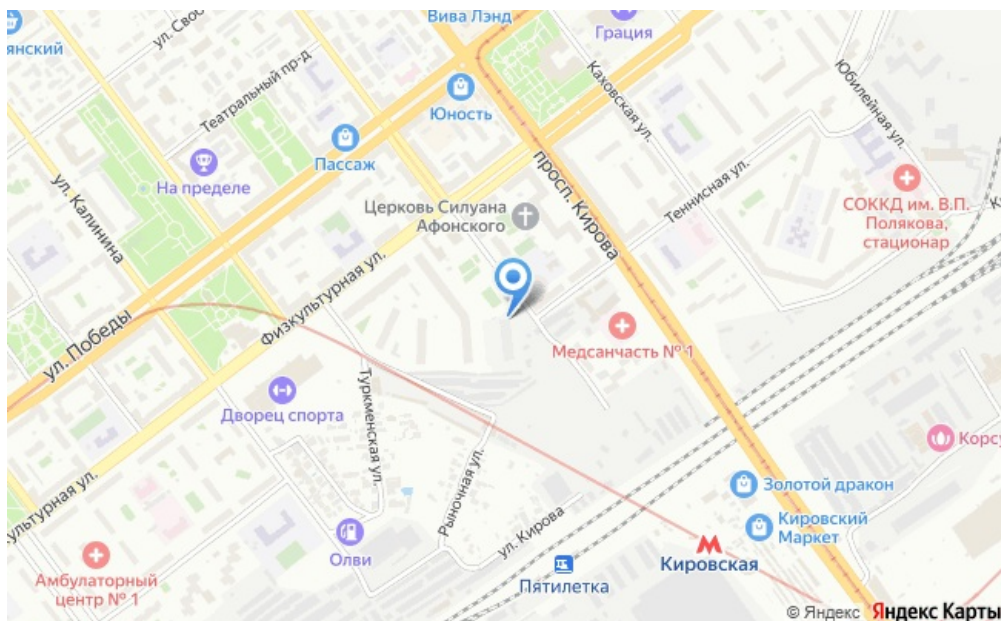 Вива Лэнд
янский
ул. Своб
Грация
Театральный пр-д
Каховская ул.
Юбилейная ул.
Юность
Пассаж
На пределе
просп. Кирова
ул. Калинина
Церковь Силуана
Афонского
Теннисная ул.
СОККД им. В.П.
Полякова,
стационар
Физкультурная ул.
ул. Победы
Медсанчасть № 1
Дворец спорта
Туркменская ул.
Корсу
Рыночная ул.
Золотой дракон
культурная ул.
ул. Кирова
Кировский
Маркет
Олви
Кировская
Пятилетка
Амбулаторный
центр № 1
© Яндекс Яндекс Карты